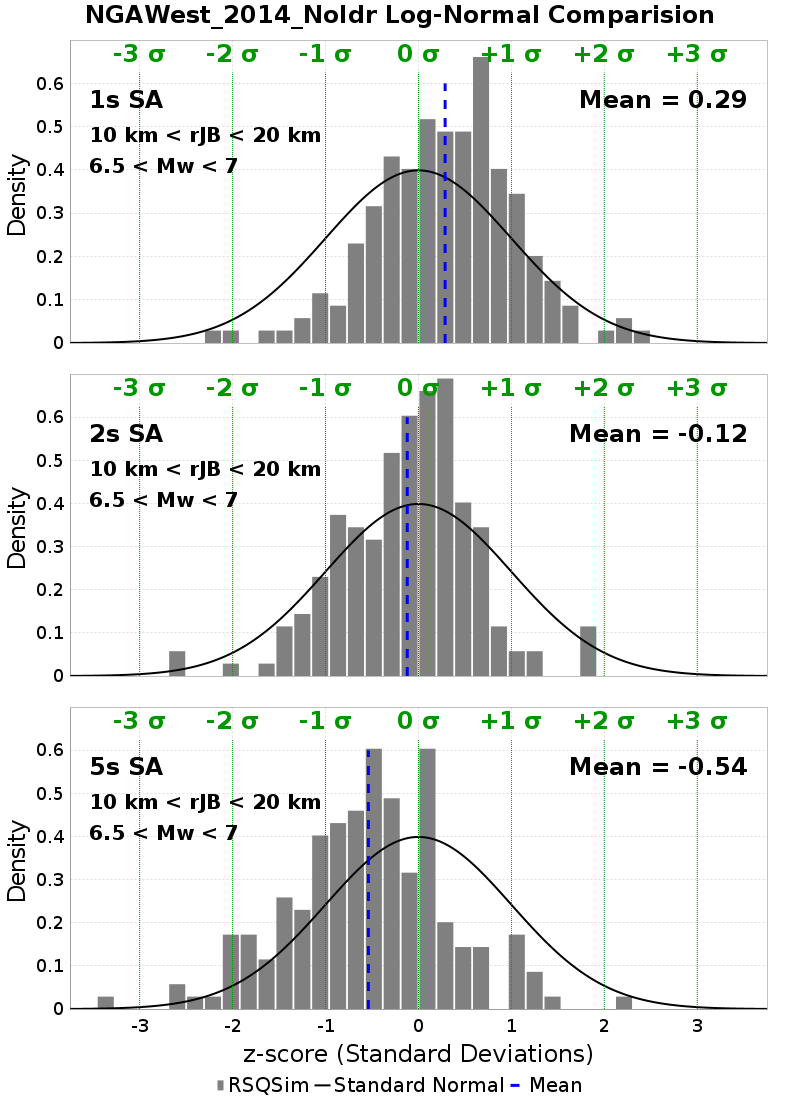 NGAWest_2014_NoIdr Log-Normal Comparision
-3 σ -2 σ -1 σ 0 σ +1 σ +2 σ +3 σ
1s SA Mean = 0.29
10 km < rJB < 20 km
6.5 < Mw < 7
Density
0.6
0.5
0.4
0.3
0.2
0.1
0
-3 σ -2 σ -1 σ 0 σ +1 σ +2 σ +3 σ
2s SA Mean = -0.12
10 km < rJB < 20 km
6.5 < Mw < 7
Density
0.6
0.5
0.4
0.3
0.2
0.1
0
-3 σ -2 σ -1 σ 0 σ +1 σ +2 σ +3 σ
5s SA Mean = -0.54
10 km < rJB < 20 km
6.5 < Mw < 7
Density
0.6
0.5
0.4
0.3
0.2
0.1
0
-3 -2 -1 0 1 2 3
z-score (Standard Deviations)
RSQSim Standard Normal Mean